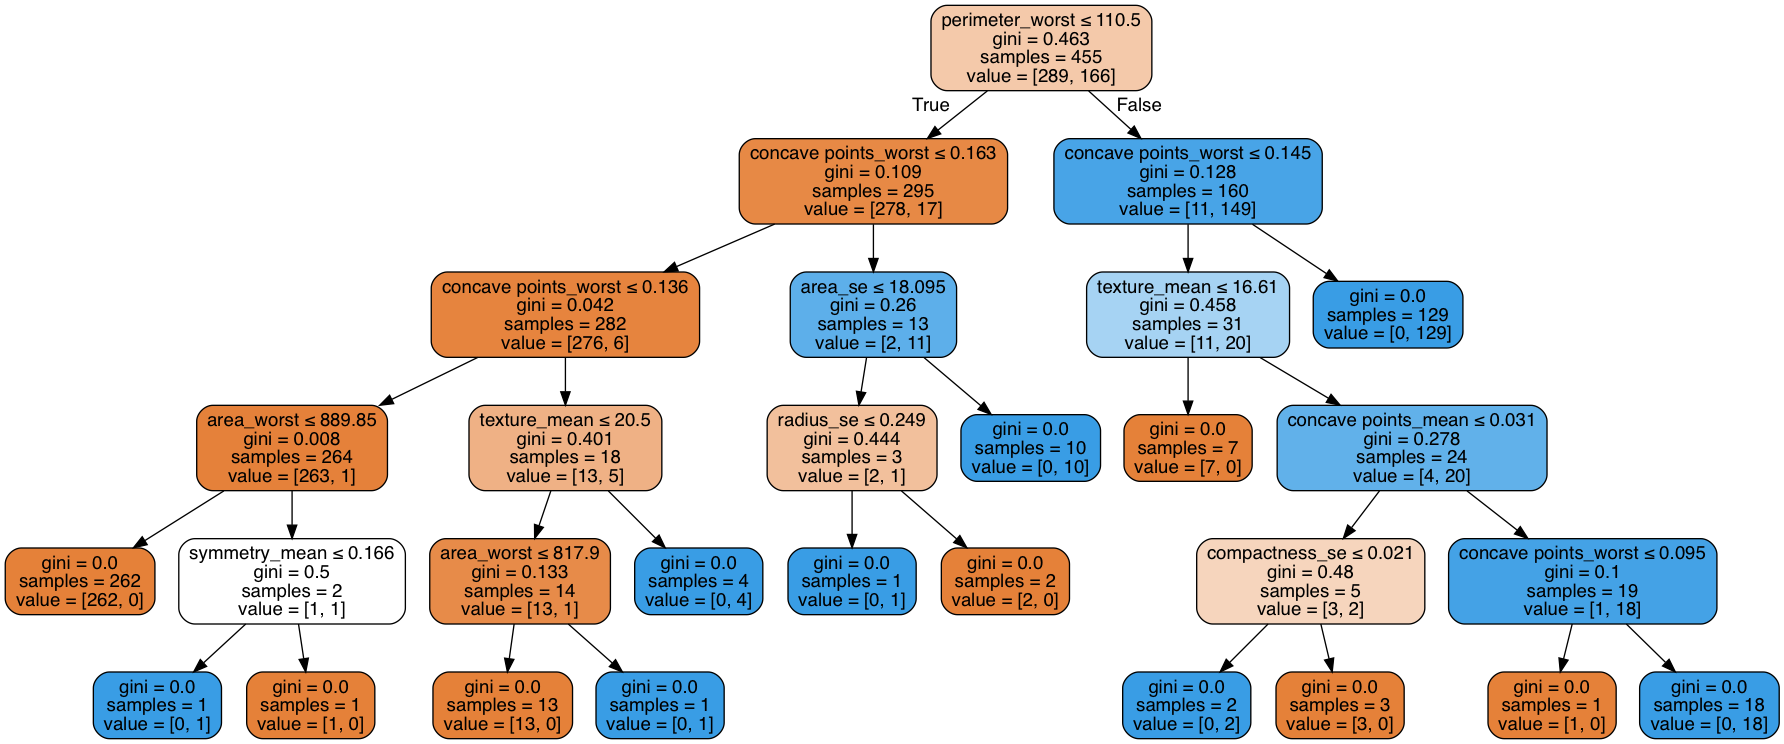 perimeter_worst ≤ 110.5
gini = 0.463
samples = 455
value = [289, 166]
True
False
concave points_worst ≤ 0.163
gini = 0.109
samples = 295
value = [278, 17]
concave points_worst ≤ 0.145
gini = 0.128
samples = 160
value = [11, 149]
concave points_worst ≤ 0.136
gini = 0.042
samples = 282
value = [276, 6]
area_se ≤ 18.095
gini = 0.26
samples = 13
value = [2, 11]
texture_mean ≤ 16.61
gini = 0.458
samples = 31
value = [11, 20]
gini = 0.0
samples = 129
value = [0, 129]
area_worst ≤ 889.85
gini = 0.008
samples = 264
value = [263, 1]
texture_mean ≤ 20.5
gini = 0.401
samples = 18
value = [13, 5]
radius_se ≤ 0.249
gini = 0.444
samples = 3
value = [2, 1]
gini = 0.0
samples = 10
value = [0, 10]
gini = 0.0
samples = 7
value = [7, 0]
concave points_mean ≤ 0.031
gini = 0.278
samples = 24
value = [4, 20]
gini = 0.0
samples = 262
value = [262, 0]
symmetry_mean ≤ 0.166
gini = 0.5
samples = 2
value = [1, 1]
area_worst ≤ 817.9
gini = 0.133
samples = 14
value = [13, 1]
gini = 0.0
samples = 4
value = [0, 4]
gini = 0.0
samples = 1
value = [0, 1]
gini = 0.0
samples = 2
value = [2, 0]
compactness_se ≤ 0.021
gini = 0.48
samples = 5
value = [3, 2]
concave points_worst ≤ 0.095
gini = 0.1
samples = 19
value = [1, 18]
gini = 0.0
samples = 1
value = [0, 1]
gini = 0.0
samples = 1
value = [1, 0]
gini = 0.0
samples = 13
value = [13, 0]
gini = 0.0
samples = 1
value = [0, 1]
gini = 0.0
samples = 2
value = [0, 2]
gini = 0.0
samples = 3
value = [3, 0]
gini = 0.0
samples = 1
value = [1, 0]
gini = 0.0
samples = 18
value = [0, 18]